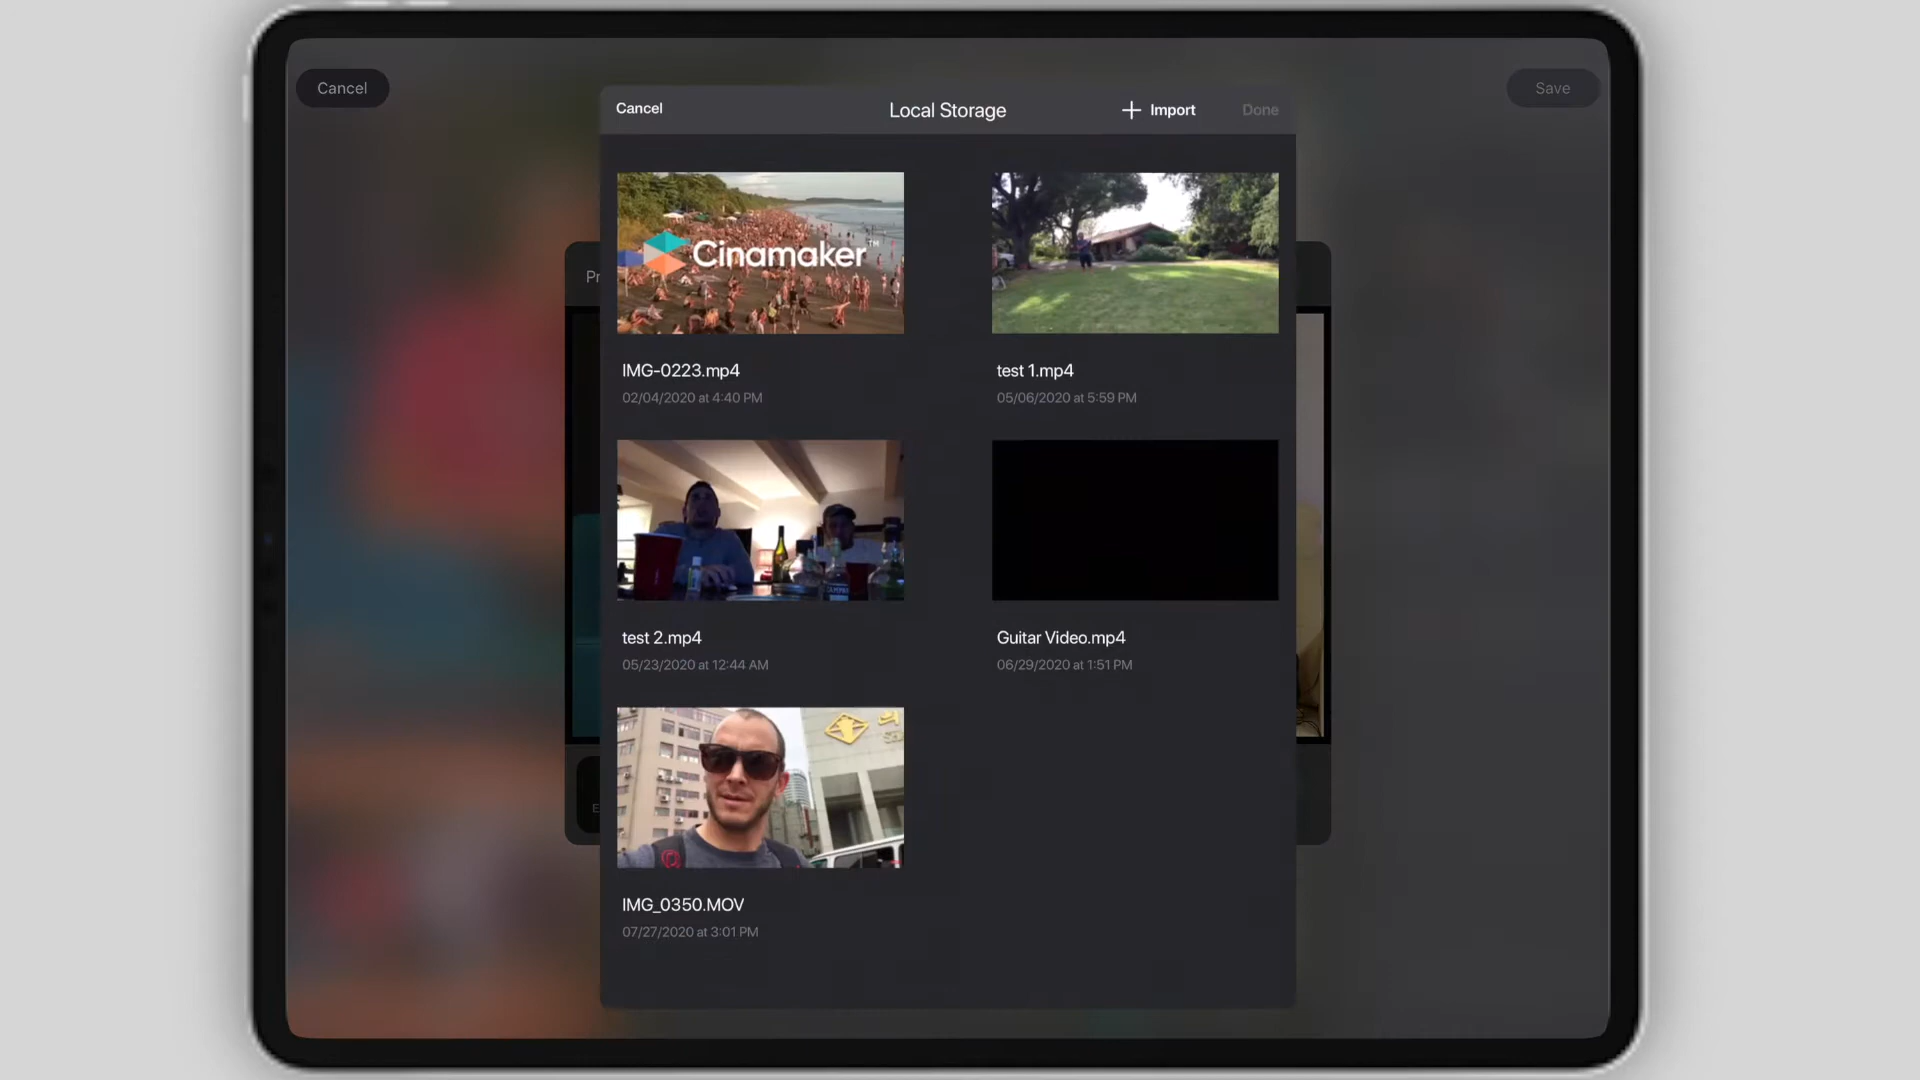 Cancel
Save
Cancel
Local Storage
+ Import
Done
Pr
Cinamaker™
IMG-0223.mp4
02/04/2020 at 4:40 PM
test 1.mp4
05/06/2020 at 5:59 PM
test 2.mp4
05/23/2020 at 12:44 AM
Guitar Video.mp4
06/29/2020 at 1:51 PM
E
IMG_0350.MOV
07/27/2020 at 3:01 PM